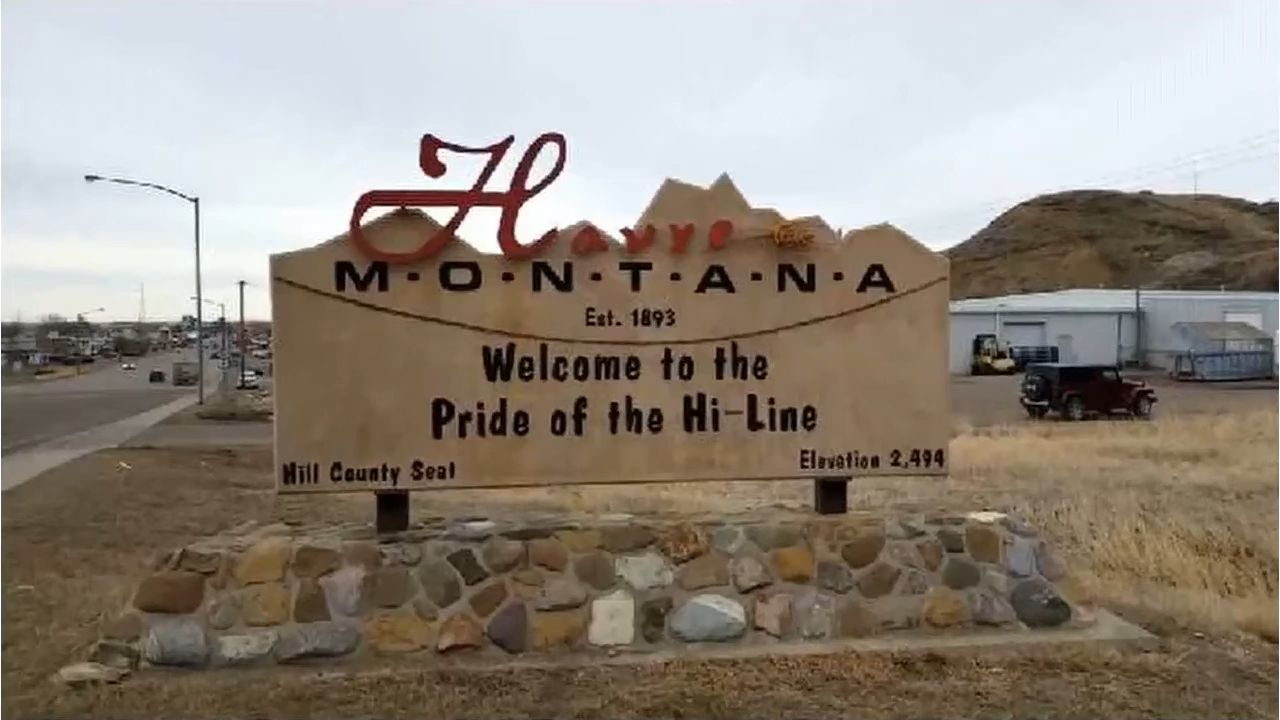 Havre
M·O·N·T·A·N·A
Est. 1893
Welcome to the
Pride of the Hi-Line
Hill County Seat
Elevation 2,494